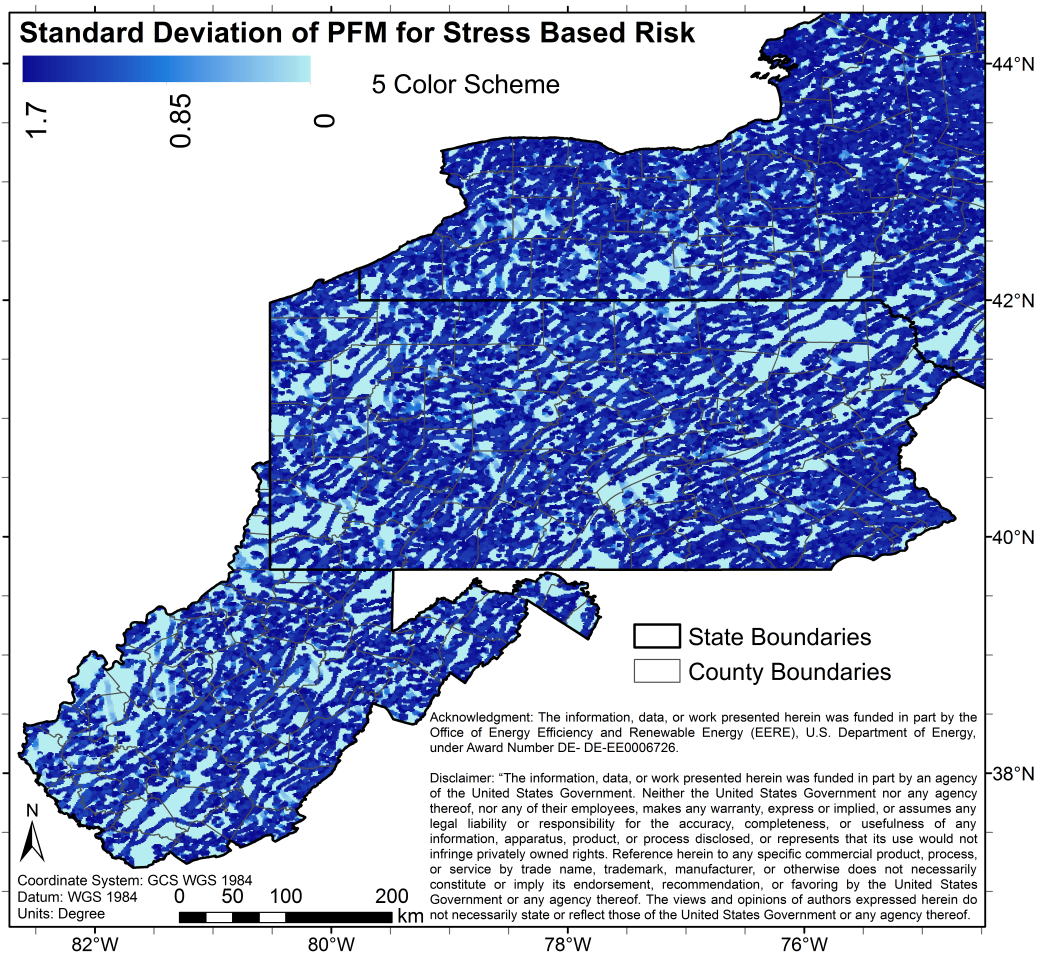 Standard Deviation of PFM for Stress Based Risk
5 Color Scheme
1.7
0.85
0
44°N
42°N
40°N
38°N
State Boundaries
County Boundaries
Acknowledgment: The information, data, or work presented herein was funded in part by the
Office of Energy Efficiency and Renewable Energy (EERE), U.S. Department of Energy,
under Award Number DE- DE-EE0006726.
Disclaimer: “The information, data, or work presented herein was funded in part by an agency
of the United States Government. Neither the United States Government nor any agency
thereof, nor any of their employees, makes any warranty, express or implied, or assumes any
legal liability or responsibility for the accuracy, completeness, or usefulness of any
information, apparatus, product, or process disclosed, or represents that its use would not
infringe privately owned rights. Reference herein to any specific commercial product, process,
or service by trade name, trademark, manufacturer, or otherwise does not necessarily
constitute or imply its endorsement, recommendation, or favoring by the United States
Government or any agency thereof. The views and opinions of authors expressed herein do
not necessarily state or reflect those of the United States Government or any agency thereof.
N
Coordinate System: GCS WGS 1984
Datum: WGS 1984
Units: Degree
0 50 100 200
km
82°W 80°W 78°W 76°W